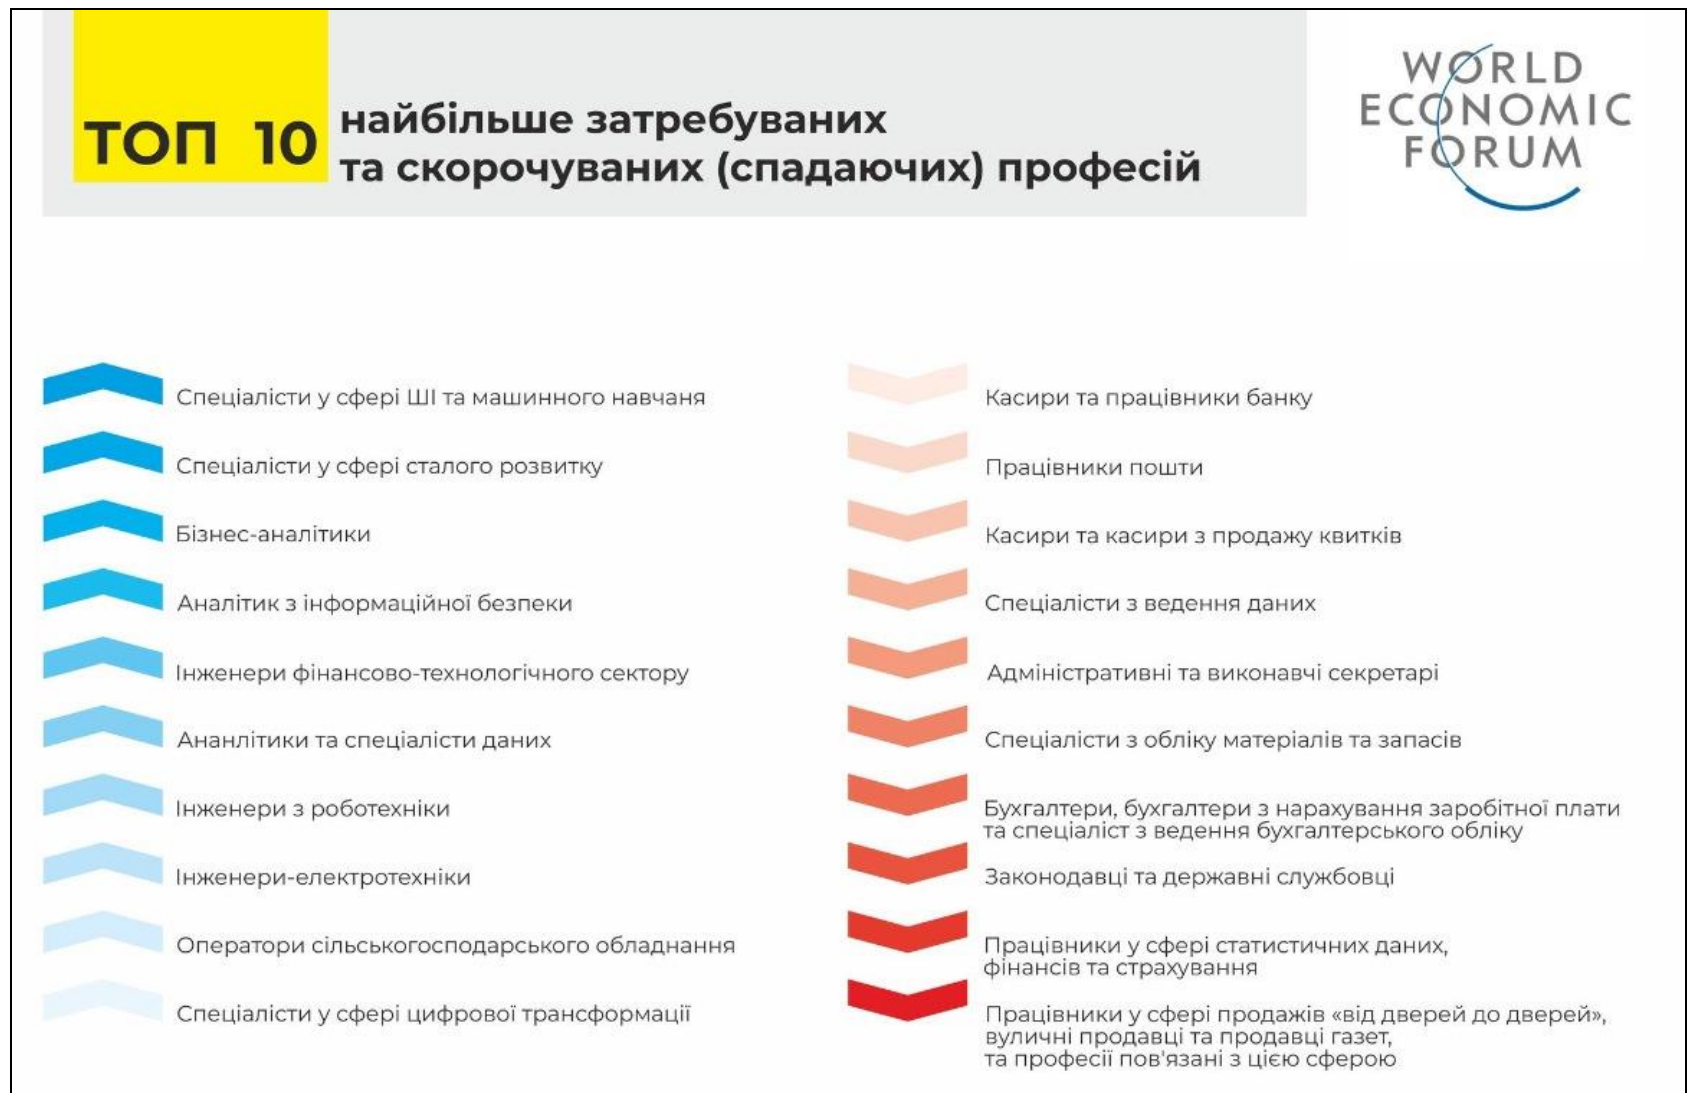 ТОП 10
найбільше затребуваних
та скорочуваних (спадаючих) професій
WORLD
ECONOMIC
FORUM
Спеціалісти у сфері ШІ та машинного навчаня
Спеціалісти у сфері сталого розвитку
Бізнес-аналітики
Аналітик з інформаційної безпеки
Інженери фінансово-технологічного сектору
Ананлітики та спеціалісти даних
Інженери з роботехніки
Інженери-електротехніки
Оператори сільськогосподарського обладнання
Спеціалісти у сфері цифрової трансформації
Касири та працівники банку
Працівники пошти
Касири та касири з продажу квитків
Спеціалісти з ведення даних
Адміністративні та виконавчі секретарі
Спеціалісти з обліку матеріалів та запасів
Бухгалтери, бухгалтери з нарахування заробітної плати
та спеціаліст з ведення бухгалтерського обліку
Законодавці та державні службовці
Працівники у сфері статистичних даних,
фінансів та страхування
Працівники у сфері продажів «від дверей до дверей»,
вуличні продавці та продавці газет,
та професії пов'язані з цією сферою